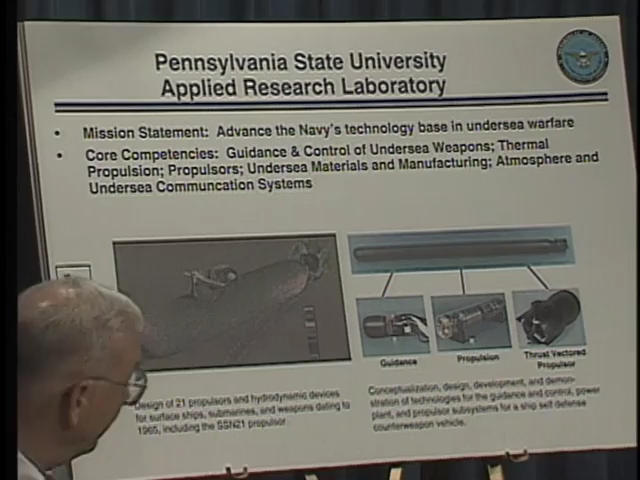 Pennsylvania State University
Applied Research Laboratory
• Mission Statement: Advance the Navy's technology base in undersea warfare
• Core Competencies: Guidance & Control of Undersea Weapons; Thermal
Propulsion; Propulsors; Undersea Materials and Manufacturing; Atmosphere and
Undersea Communcation Systems
Guidance
Propulsion
Thrust Vectored
Propulsor
Design of 21 propulsors and hydrodynamic devices
for surface ships, submarines, and weapons dating to
1965, including the SSN21 propulsor.
Conceptualization, design, development, and demon-
stration of technologies for the guidance and control, power
plant, and propulsor subsystems for a ship self defense
counterweapon vehicle.